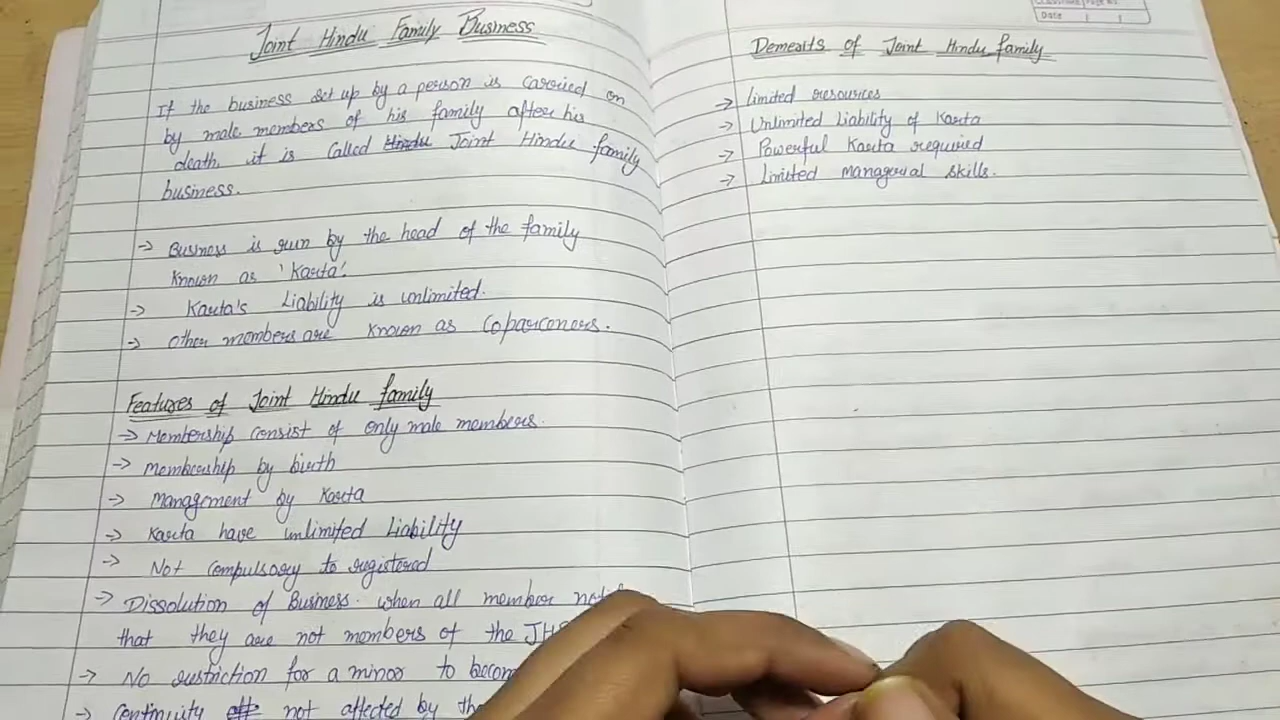 Joint Hindu Family Business
If the business set up by a person is carried on
by male members of his family after his
death, it is called Hindu Joint Hindu family
business.
→ Business is run by the head of the family
known as 'Karta'.
→ Karta's Liability is unlimited.
→ Other members are known as Coparconers.
Features of Joint Hindu family
→ Membership consist of only male members.
→ Membership by birth
→ Management by Karta
→ Karta have unlimited Liability
→ Not compulsory to registered
→ Dissolution of Business. when all member
that they are not members of the
→ No restriction for a minor to
→ Continuity not affected by
Date
Demerits of Joint Hindu family
→ Limited resources
→ Unlimited Liability of Karta
→ Powerful Karta required
→ Limited managerial skills.